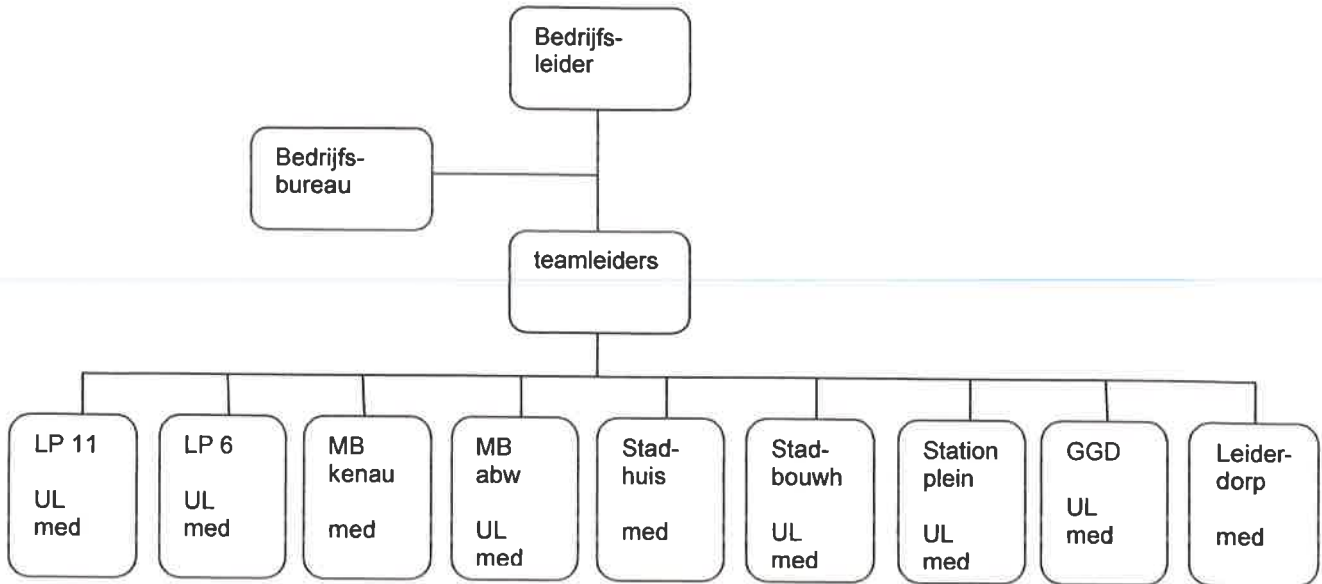 Bedrijfs-
leider
Bedrijfs-
bureau
teamleiders
LP 11
UL
med
LP 6
UL
med
MB
kenau
med
MB
abw
UL
med
Stad-
huis
med
Stad-
bouwh
UL
med
Station
plein
UL
med
GGD
UL
med
Leider-
dorp
med